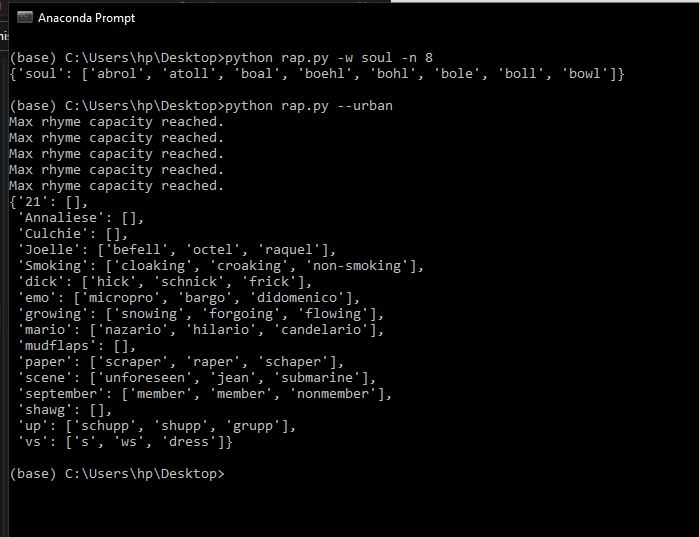 his
Anaconda Prompt
(base) C:\Users\hp\Desktop>python rap.py -w soul -n 8
{'soul': ['abrol', 'atoll', 'boal', 'boehl', 'bohl', 'bole', 'boll', 'bowl']}
(base) C:\Users\hp\Desktop>python rap.py --urban
Max rhyme capacity reached.
Max rhyme capacity reached.
Max rhyme capacity reached.
Max rhyme capacity reached.
Max rhyme capacity reached.
{'21': [],
'Annaliese': [],
'Culchie': [],
'Joelle': ['befell', 'octel', 'raquel'],
'Smoking': ['cloaking', 'croaking', 'non-smoking'],
'dick': ['hick', 'schnick', 'frick'],
'emo': ['micropro', 'bargo', 'didomenico'],
'growing': ['snowing', 'forgoing', 'flowing'],
'mario': ['nazario', 'hilario', 'candelario'],
'mudflaps': [],
'paper': ['scraper', 'raper', 'schaper'],
'scene': ['unforeseen', 'jean', 'submarine'],
'september': ['member', 'member', 'nonmember'],
'shawg': [],
'up': ['schupp', 'shupp', 'grupp'],
'vs': ['s', 'ws', 'dress']}
(base) C:\Users\hp\Desktop>